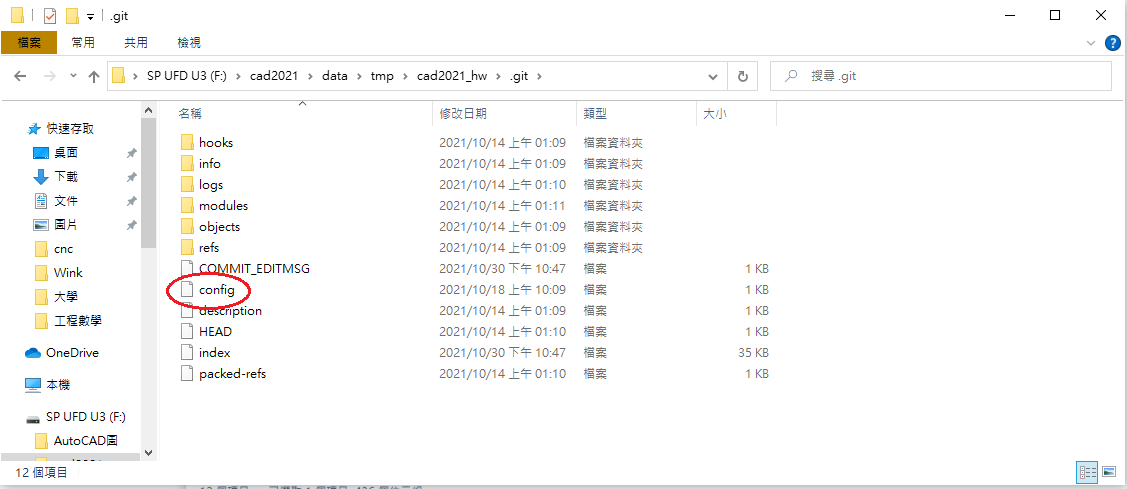 .git
檔案 常用 共用 檢視
SP UFD U3 (F:) cad2021 data tmp cad2021_hw .git 搜尋 .git
名稱 修改日期 類型 大小
快速存取
桌面
下載
文件
圖片
cnc
Wink
大學
工程數學
OneDrive
本機
SP UFD U3 (F:)
AutoCAD圖
hooks 2021/10/14 上午 01:09 檔案資料夾
info 2021/10/14 上午 01:09 檔案資料夾
logs 2021/10/14 上午 01:10 檔案資料夾
modules 2021/10/14 上午 01:11 檔案資料夾
objects 2021/10/14 上午 01:09 檔案資料夾
refs 2021/10/14 上午 01:09 檔案資料夾
COMMIT_EDITMSG 2021/10/30 下午 10:47 檔案 1 KB
config 2021/10/18 上午 10:09 檔案 1 KB
description 2021/10/14 上午 01:09 檔案 1 KB
HEAD 2021/10/14 上午 01:10 檔案 1 KB
index 2021/10/30 下午 10:47 檔案 35 KB
packed-refs 2021/10/14 上午 01:10 檔案 1 KB
12 個項目